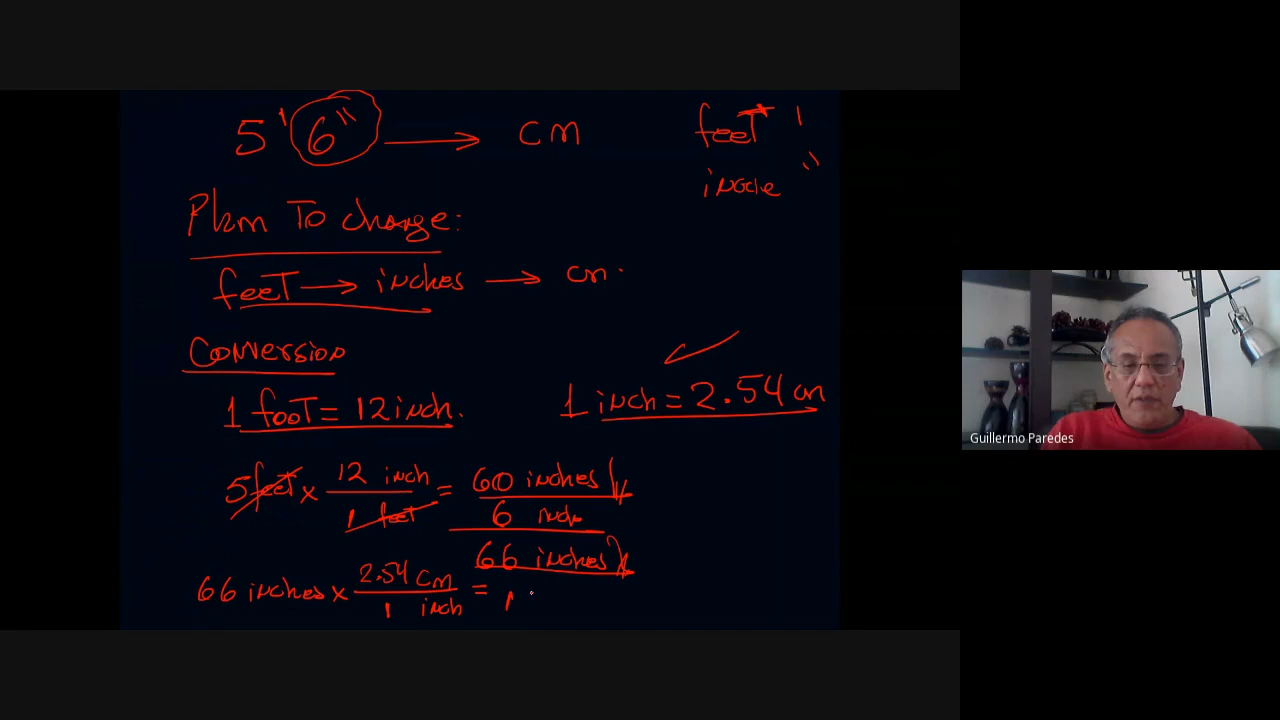 5' 6" → cm
feet '
inche "
Plan To change:
feet → inches → cm.
Conversion
1 foot = 12 inch.
1 inch = 2.54 cm
5 feet x 12 inch / 1 feet = 60 inches
6 inch
66 inches
66 inches x 2.54 cm / 1 inch = 1
Guillermo Paredes